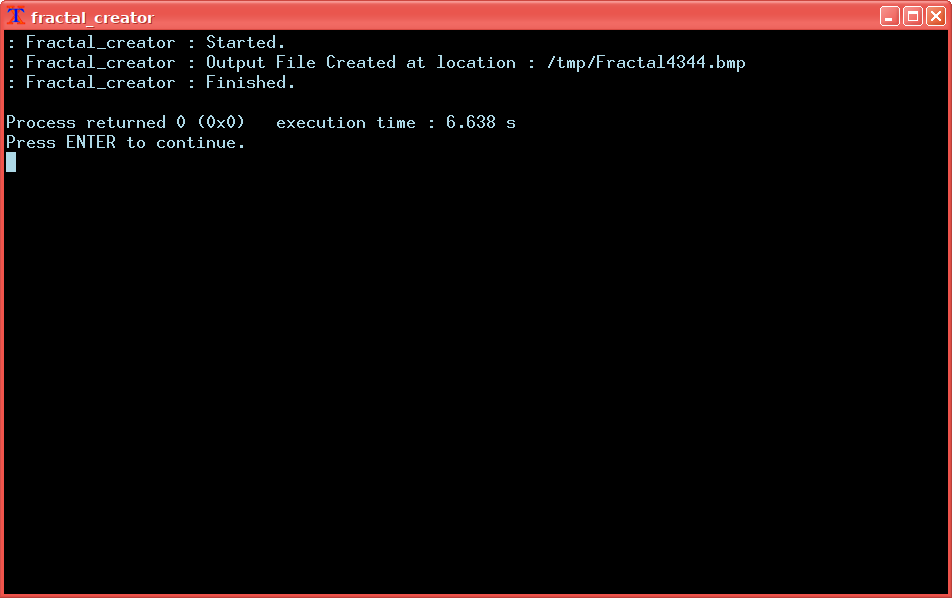 fractal_creator
: Fractal_creator : Started.
: Fractal_creator : Output File Created at location : /tmp/Fractal4344.bmp
: Fractal_creator : Finished.
Process returned 0 (0x0)   execution time : 6.638 s
Press ENTER to continue.